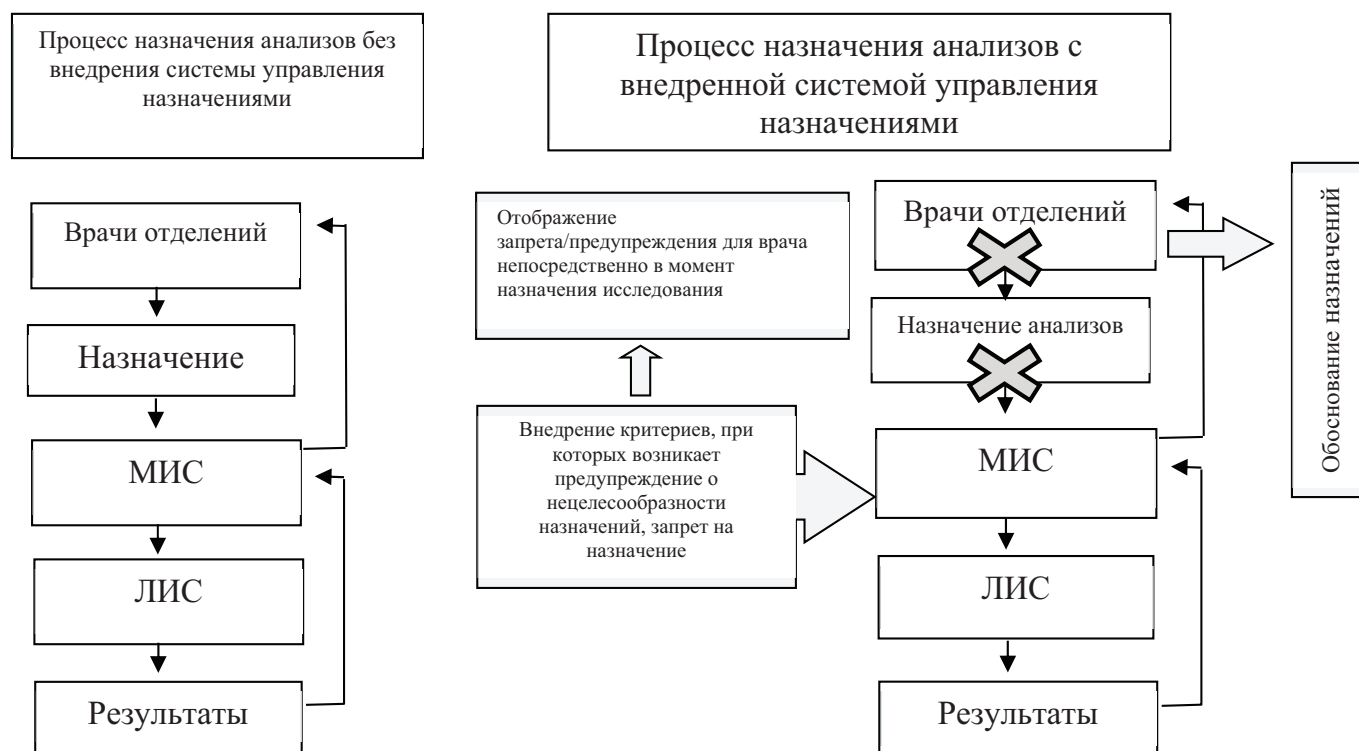 Процесс назначения анализов без
внедрения системы управления
назначениями
Врачи отделений
Назначение
МИС
ЛИС
Результаты
Процесс назначения анализов с
внедренной системой управления
назначениями
Отображение
запрета/предупреждения для врача
непосредственно в момент
назначения исследования
Внедрение критериев, при
которых возникает
предупреждение о
нецелесообразности
назначений, запрет на
назначение
Врачи отделений
Назначение анализов
МИС
ЛИС
Результаты
Обоснование назначений